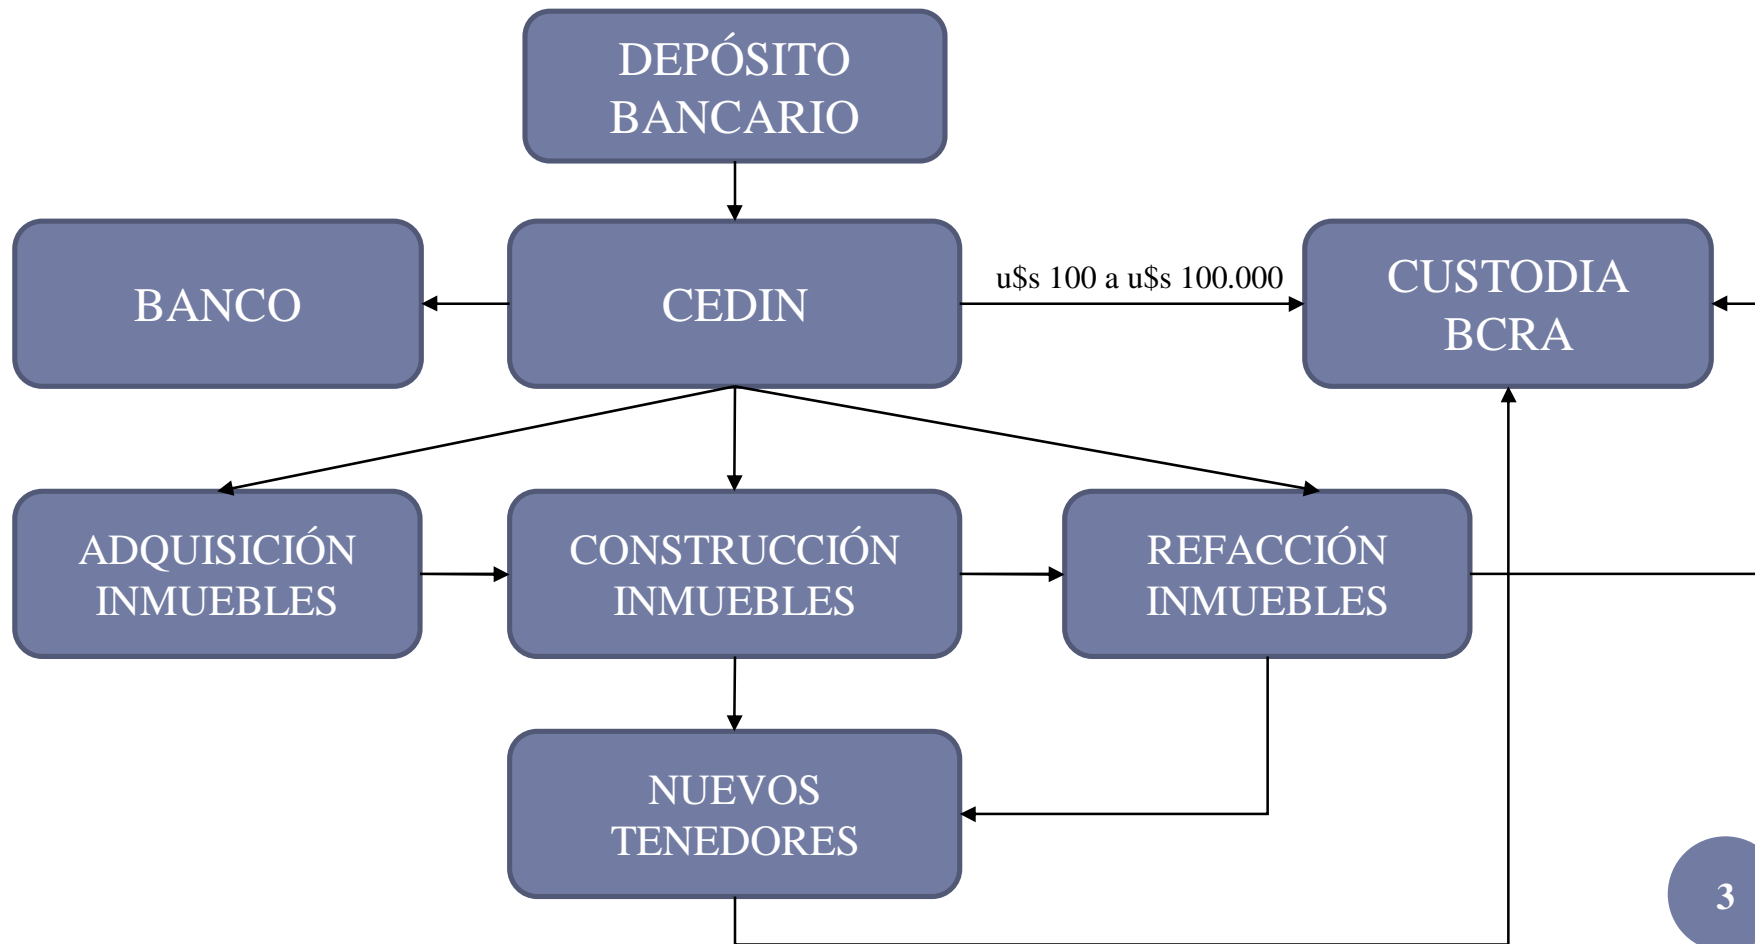 DEPÓSITO
BANCARIO
BANCO
CEDIN
u$s 100 a u$s 100.000
CUSTODIA
BCRA
ADQUISICIÓN
INMUEBLES
CONSTRUCCIÓN
INMUEBLES
REFACCIÓN
INMUEBLES
NUEVOS
TENEDORES
3